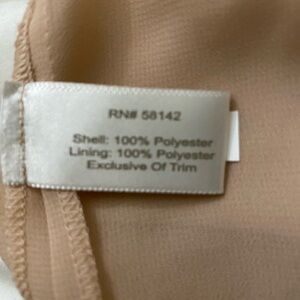 RN# 58142
Shell: 100% Polyester
Lining: 100% Polyester
Exclusive Of Trim